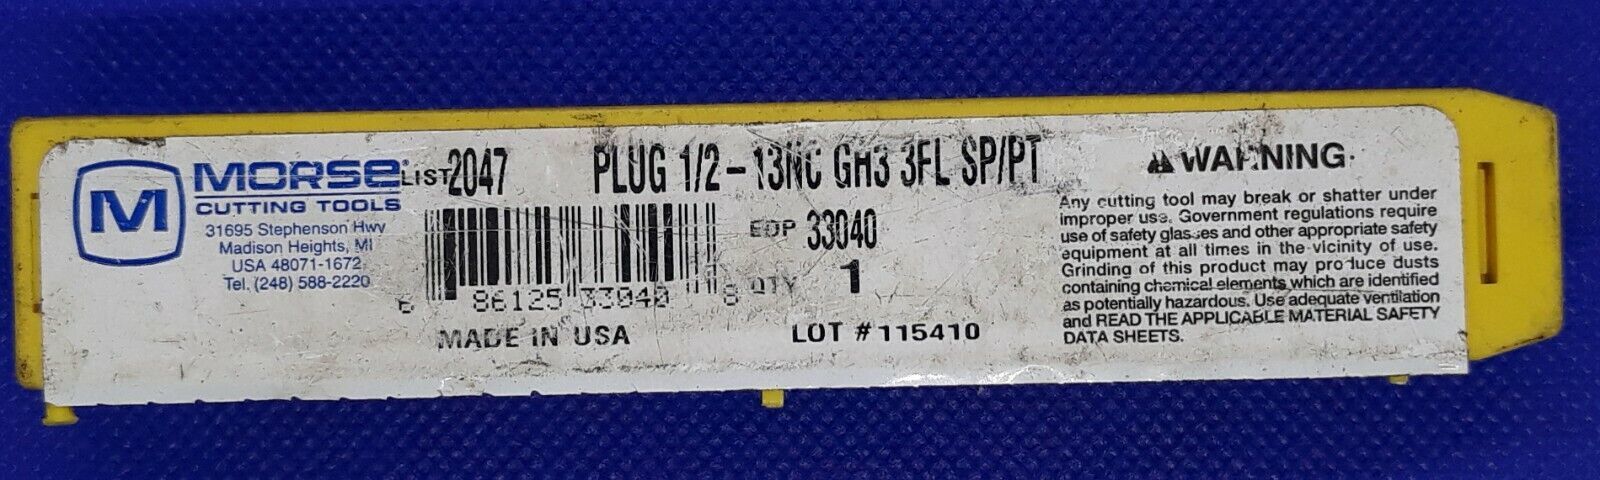 M
MORSE
CUTTING TOOLS
31695 Stephenson Hwy
Madison Heights, MI
USA 48071-1672
Tel. (248) 588-2220
LIST 2047 PLUG 1/2-13NC GH3 3FL SP/PT
EDP 33040
QTY 1
6 86125 33040 8
MADE IN USA LOT # 115410
WARNING
Any cutting tool may break or shatter under
improper use. Government regulations require
use of safety glasses and other appropriate safety
equipment at all times in the vicinity of use.
Grinding of this product may produce dusts
containing chemical elements which are identified
as potentially hazardous. Use adequate ventilation
and READ THE APPLICABLE MATERIAL SAFETY
DATA SHEETS.